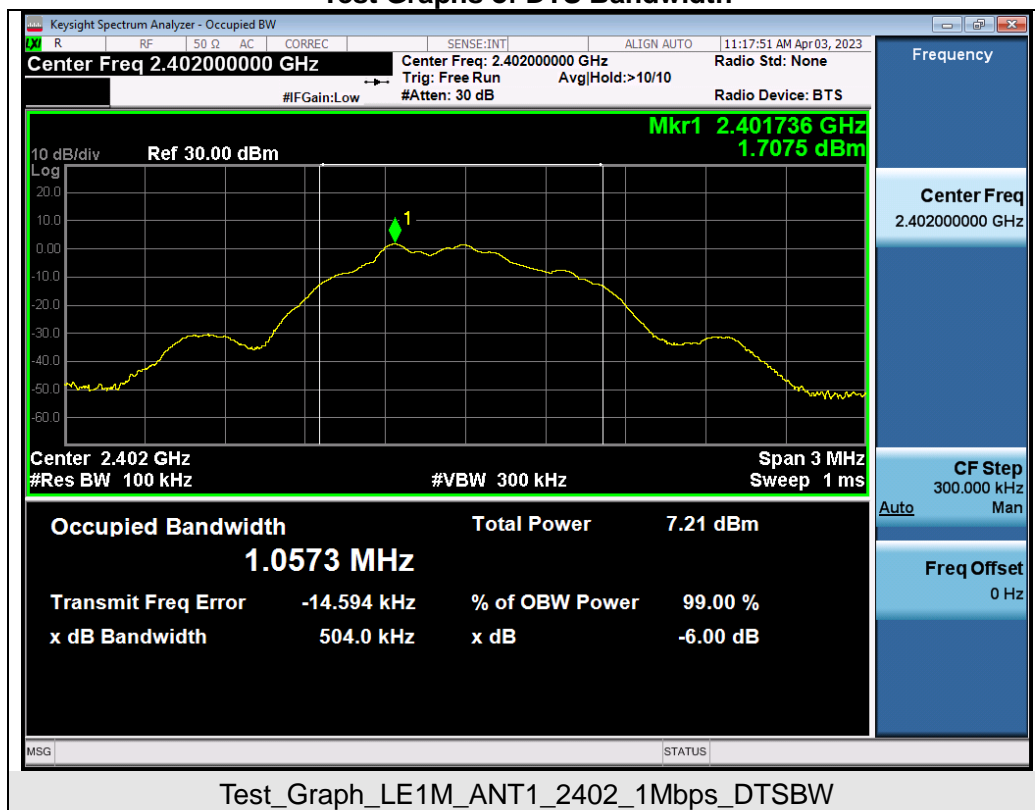 Test Graphs of DTS Bandwidth
Keysight Spectrum Analyzer - Occupied BW
LXI R RF 50 Ω AC CORREC SENSE:INT ALIGN AUTO 11:17:51 AM Apr 03, 2023
Center Freq 2.402000000 GHz
Center Freq: 2.402000000 GHz
Radio Std: None
Trig: Free Run Avg|Hold:>10/10
#IFGain:Low
#Atten: 30 dB
Radio Device: BTS
Frequency
Mkr1 2.401736 GHz
1.7075 dBm
10 dB/div Ref 30.00 dBm
Log
20.0
10.0
0.00
-10.0
-20.0
-30.0
-40.0
-50.0
-60.0
1
Center 2.402 GHz
Span 3 MHz
#Res BW 100 kHz
#VBW 300 kHz
Sweep 1 ms
Center Freq
2.402000000 GHz
CF Step
300.000 kHz
Auto Man
Freq Offset
0 Hz
Occupied Bandwidth
1.0573 MHz
Total Power 7.21 dBm
Transmit Freq Error -14.594 kHz
% of OBW Power 99.00 %
x dB Bandwidth 504.0 kHz
x dB -6.00 dB
MSG
STATUS
Test_Graph_LE1M_ANT1_2402_1Mbps_DTSBW